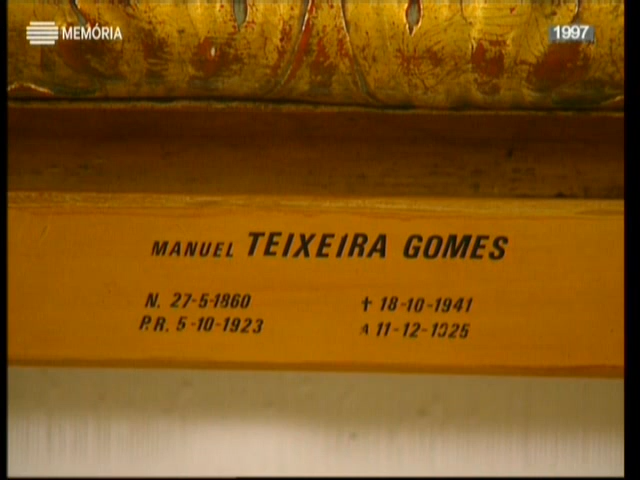 MEMÓRIA 1997
MANUEL TEIXEIRA GOMES
N. 27-5-1860 † 18-10-1941
P.R. 5-10-1923 A 11-12-1925